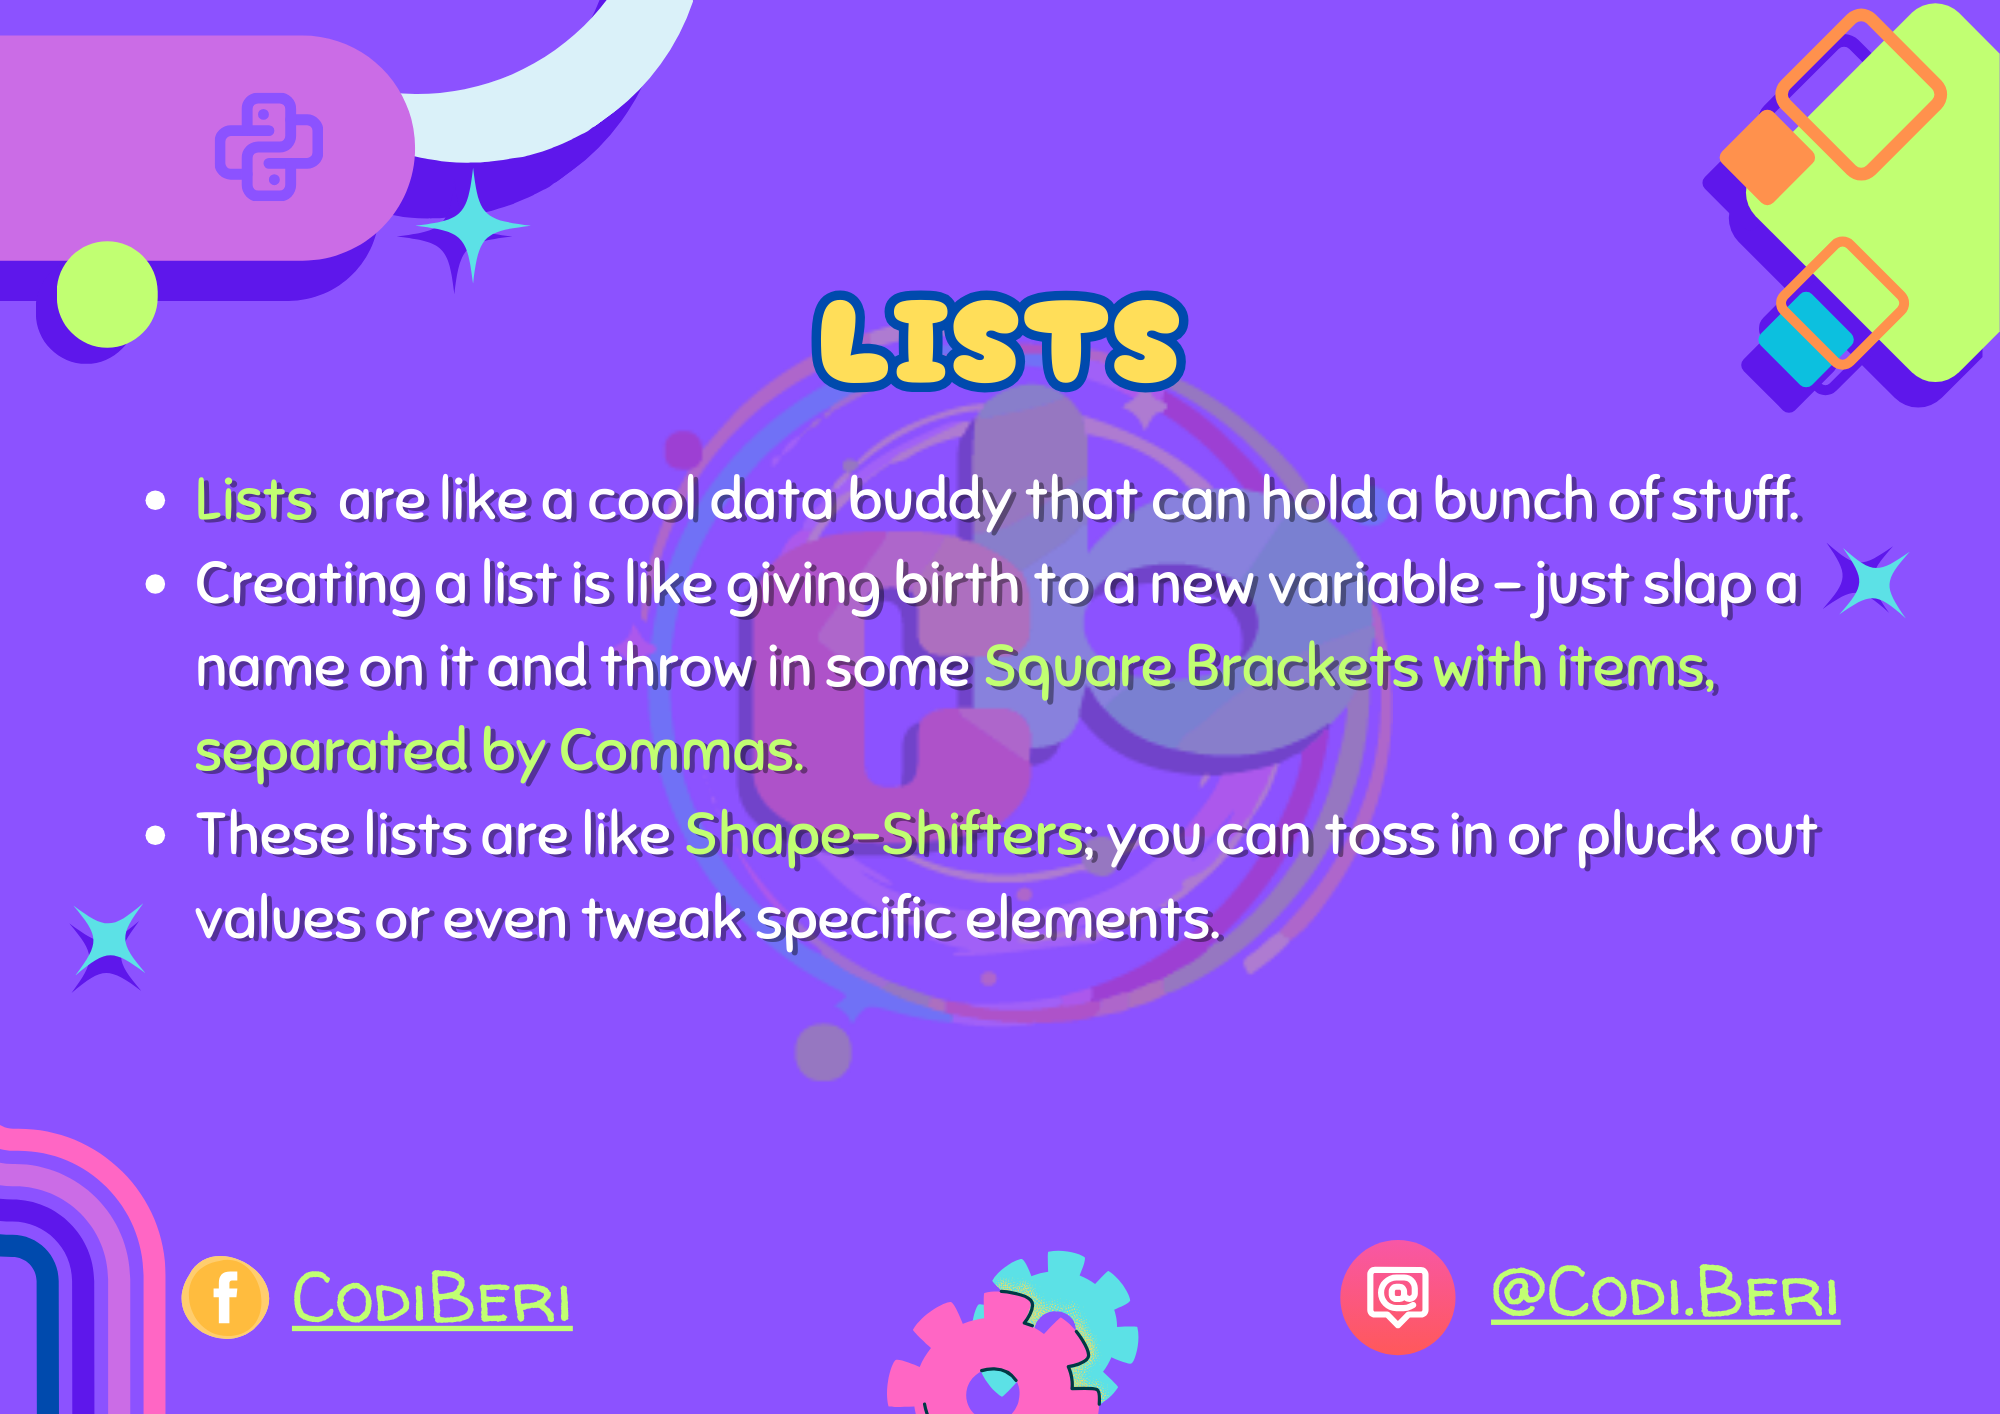 LISTS
• Lists are like a cool data buddy that can hold a bunch of stuff.
• Creating a list is like giving birth to a new variable - just slap a
name on it and throw in some Square Brackets with items,
separated by Commas.
• These lists are like Shape-Shifters; you can toss in or pluck out
values or even tweak specific elements.
f CodiBeri
@ @Codi.Beri